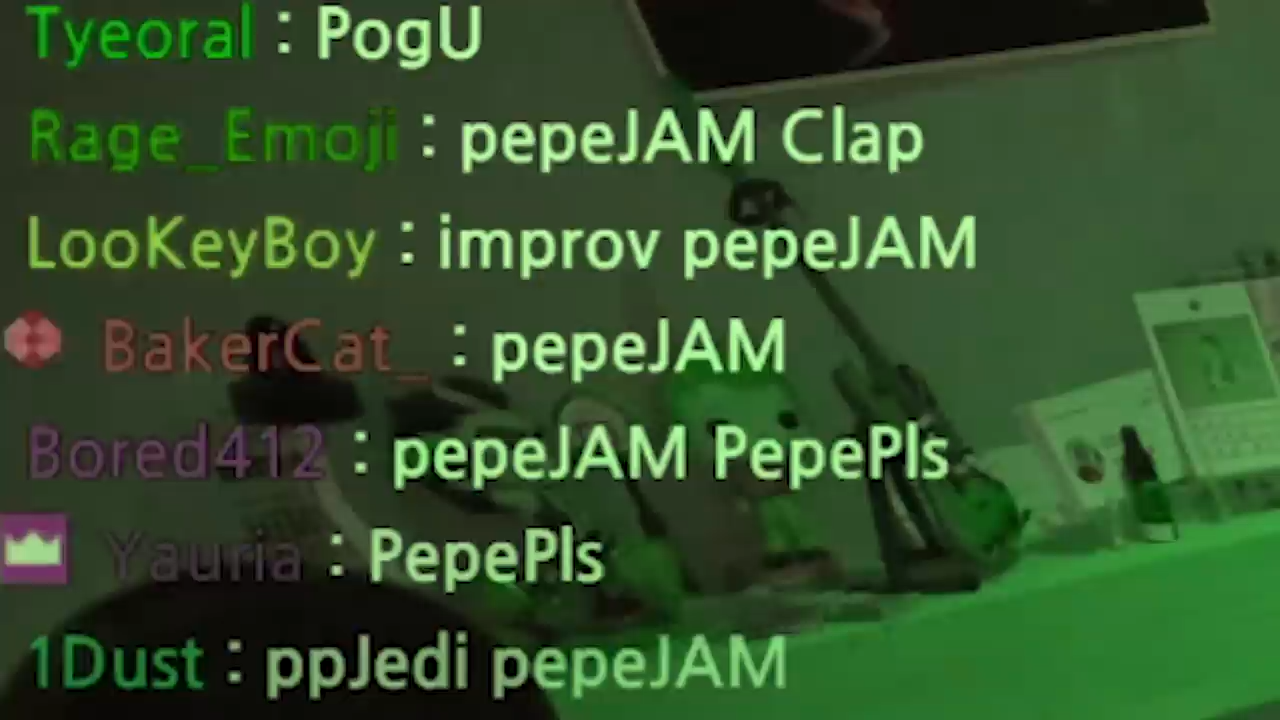 Tyeoral : PogU
Rage_Emoji : pepeJAM Clap
LooKeyBoy : improv pepeJAM
BakerCat_ : pepeJAM
Bored412 : pepeJAM PepePls
Yauria : PepePls
1Dust : ppJedi pepeJAM